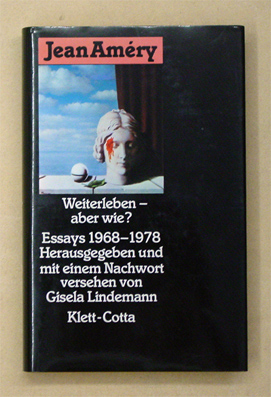 Jean Améry
Weiterleben –
aber wie?
Essays 1968–1978
Herausgegeben und
mit einem Nachwort
versehen von
Gisela Lindemann
Klett-Cotta